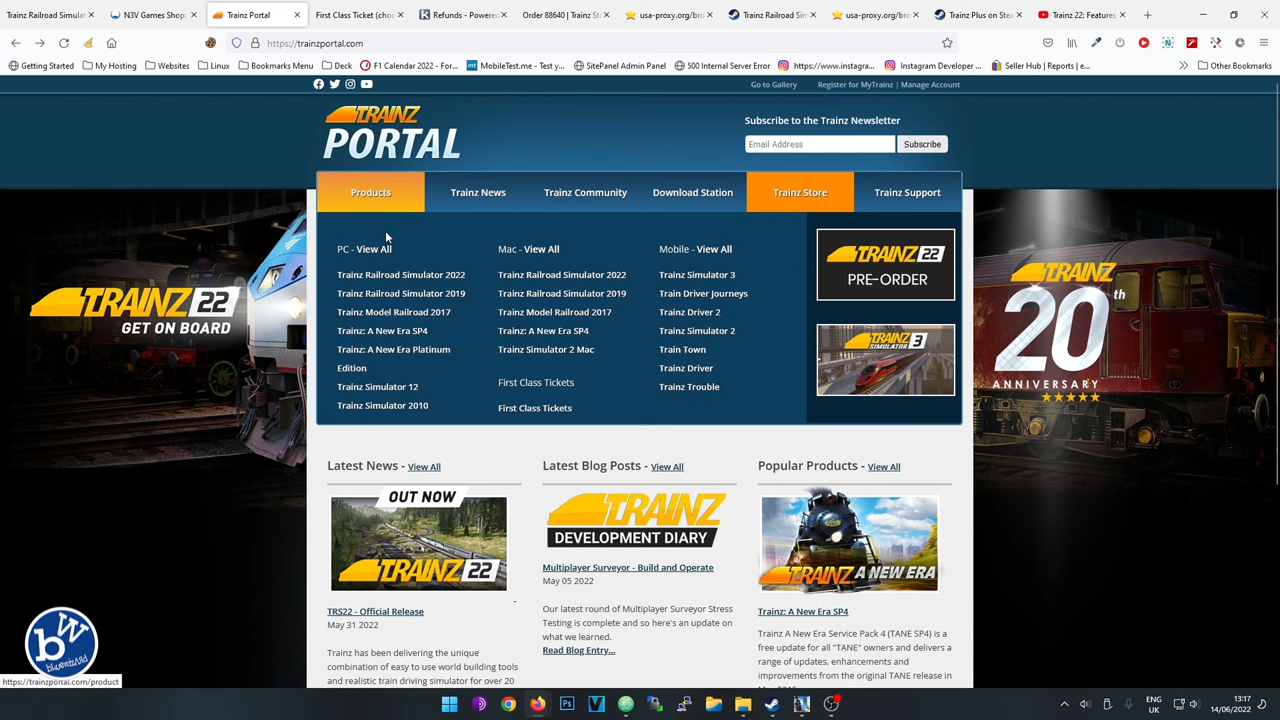 Trainz Railroad Simulat
N3V Games Shop:
Trainz Portal
First Class Ticket (choo
Refunds - Powered
Order 88640 | Trainz St
usa-proxy.org/bro
Trainz Railroad Sim
usa-proxy.org/bro
Trainz Plus on Stea
Trainz 22: Features,
https://trainzportal.com
Getting Started
My Hosting
Websites
Linux
Bookmarks Menu
Deck
F1 Calendar 2022 - For...
MobileTest.me - Test y...
SitePanel Admin Panel
500 Internal Server Error
https://www.instagra...
Instagram Developer ...
Seller Hub | Reports | e...
Other Bookmarks
Go to Gallery
Register for MyTrainz | Manage Account
TRAINZ
PORTAL
Subscribe to the Trainz Newsletter
Email Address
Subscribe
Products
Trainz News
Trainz Community
Download Station
Trainz Store
Trainz Support
PC - View All
Trainz Railroad Simulator 2022
Trainz Railroad Simulator 2019
Trainz Model Railroad 2017
Trainz: A New Era SP4
Trainz: A New Era Platinum
Edition
Trainz Simulator 12
Trainz Simulator 2010
Mac - View All
Trainz Railroad Simulator 2022
Trainz Railroad Simulator 2019
Trainz Model Railroad 2017
Trainz: A New Era SP4
Trainz Simulator 2 Mac
First Class Tickets
First Class Tickets
Mobile - View All
Trainz Simulator 3
Train Driver Journeys
Trainz Driver 2
Trainz Simulator 2
Train Town
Trainz Driver
Trainz Trouble
TRAINZ 22
PRE-ORDER
TRAINZ
SIMULATOR 3
TRAINZ 22
GET ON BOARD
TRAINZ
20th
ANNIVERSARY
Latest News - View All
OUT NOW
TRAINZ 22
TRS22 - Official Release
May 31 2022
Trainz has been delivering the unique
combination of easy to use world building tools
and realistic train driving simulator for over 20
Latest Blog Posts - View All
TRAINZ
DEVELOPMENT DIARY
Multiplayer Surveyor - Build and Operate
May 05 2022
Our latest round of Multiplayer Surveyor Stress
Testing is complete and so here's an update on
what we learned.
Read Blog Entry...
Popular Products - View All
TRAINZ A NEW ERA
Trainz: A New Era SP4
Trainz A New Era Service Pack 4 (TANE SP4) is a
free update for all "TANE" owners and delivers a
range of updates, enhancements and
improvements from the original TANE release in
bw
bluewizard
https://trainzportal.com/product
ENG
UK
13:17
14/06/2022